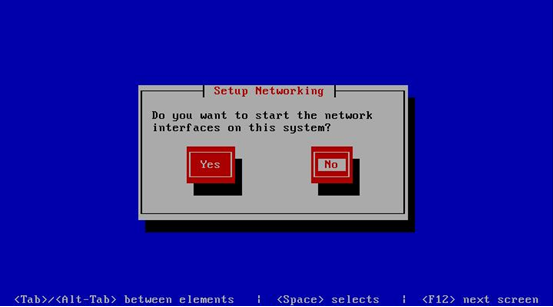 Setup Networking
Do you want to start the network
interfaces on this system?
Yes No
<Tab>/<Alt-Tab> between elements | <Space> selects | <F12> next screen